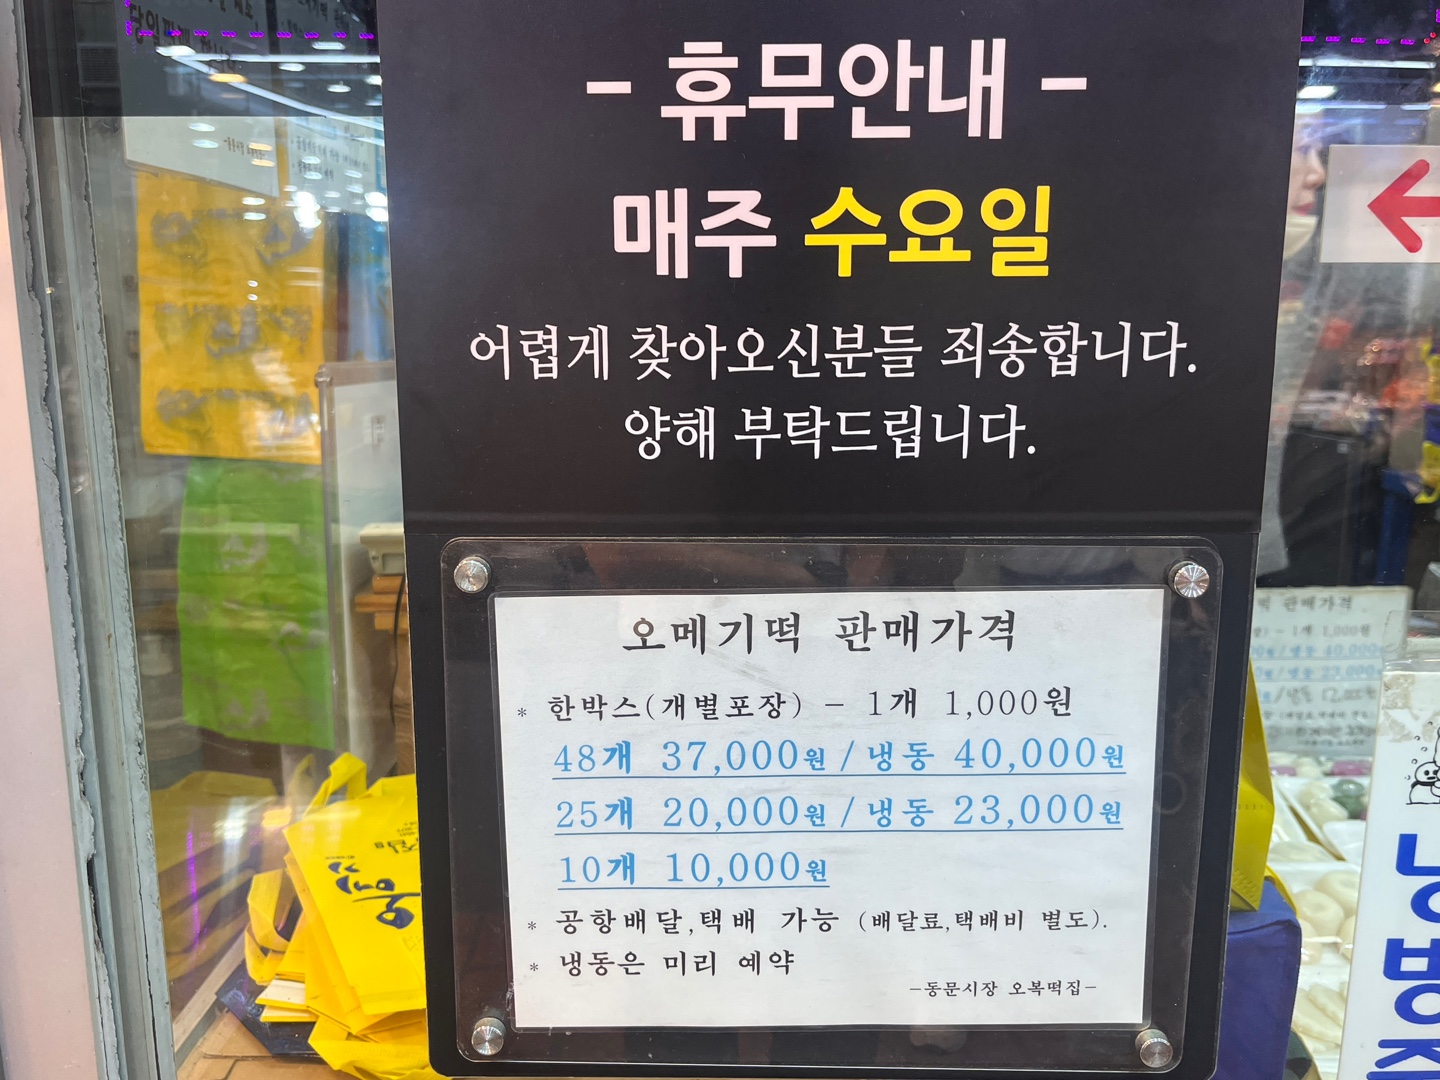 - 휴무안내 -
매주 수요일
어렵게 찾아오신분들 죄송합니다.
양해 부탁드립니다.
오메기떡 판매가격
* 한박스(개별포장) - 1개 1,000원
48개 37,000원 / 냉동 40,000원
25개 20,000원 / 냉동 23,000원
10개 10,000원
* 공항배달,택배 가능 (배달료,택배비 별도).
* 냉동은 미리 예약
-동문시장 오복떡집-
판매가격